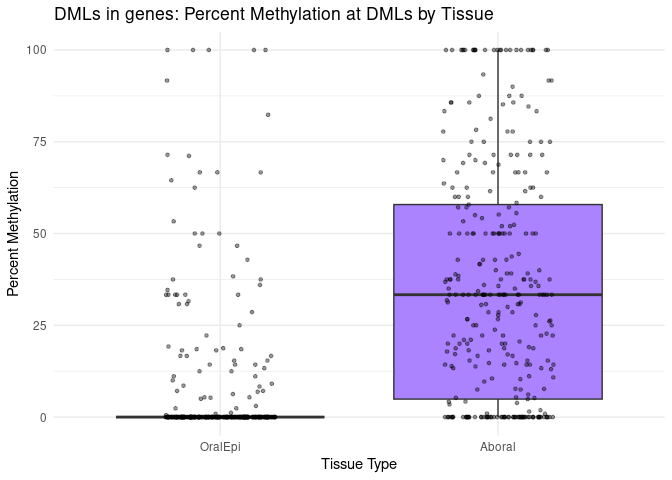 DMLs in genes: Percent Methylation at DMLs by Tissue
100
75
50
25
0
Percent Methylation
OralEpi
Aboral
Tissue Type